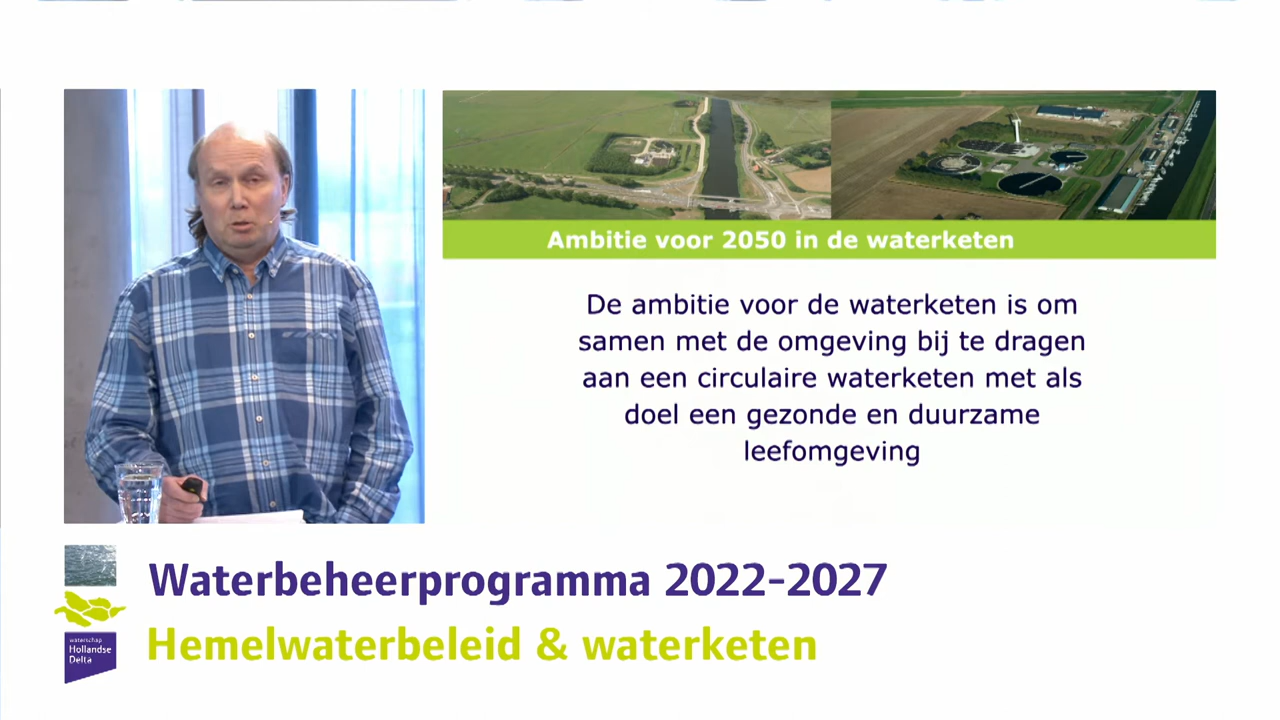 Ambitie voor 2050 in de waterketen
De ambitie voor de waterketen is om
samen met de omgeving bij te dragen
aan een circulaire waterketen met als
doel een gezonde en duurzame
leefomgeving
Waterbeheerprogramma 2022-2027
Hemelwaterbeleid & waterketen
waterschap
Hollandse
Delta